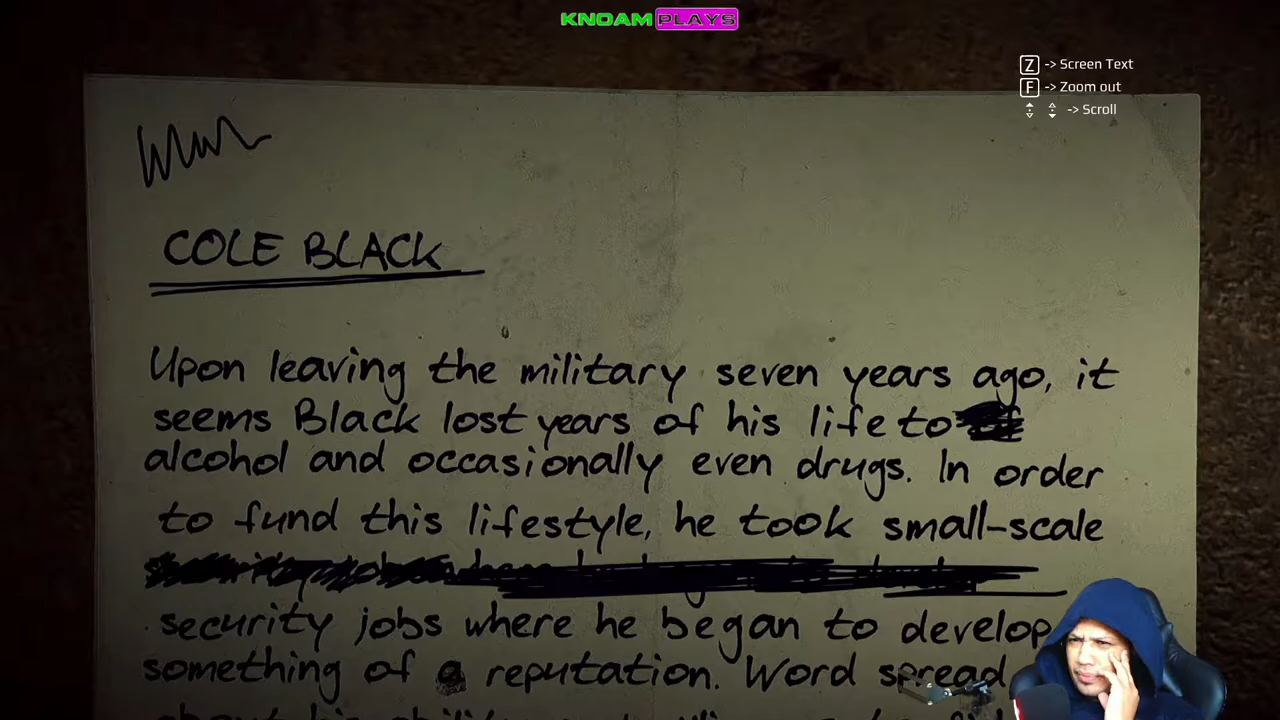 KNOAM PLAYS
Z -> Screen Text
F -> Zoom out
-> Scroll
COLE BLACK
Upon leaving the military seven years ago, it
seems Black lost years of his life to
alcohol and occasionally even drugs. In order
to fund this lifestyle, he took small-scale
security jobs where he began to develop
something of a reputation. Word spread